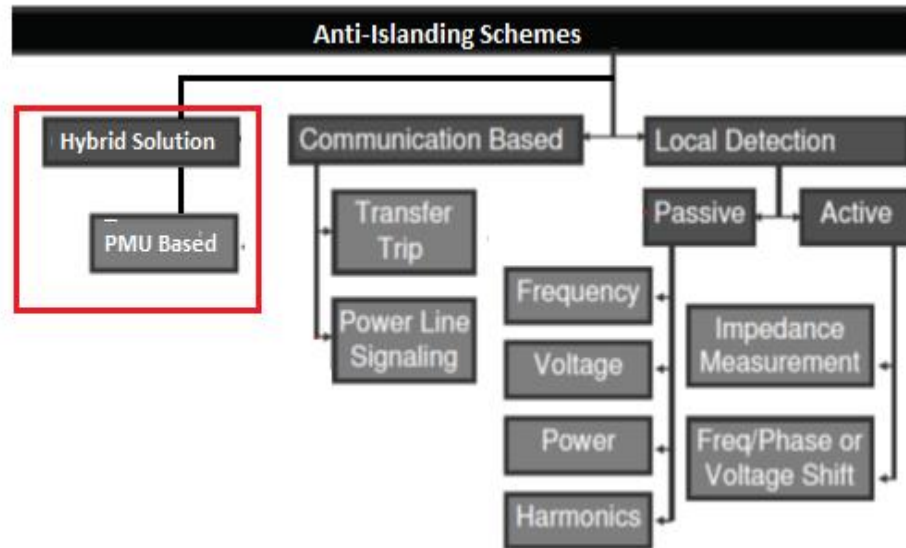 Anti-Islanding Schemes
Hybrid Solution
PMU Based
Communication Based
Transfer
Trip
Power Line
Signaling
Local Detection
Passive
Active
Frequency
Voltage
Power
Harmonics
Impedance
Measurement
Freq/Phase or
Voltage Shift